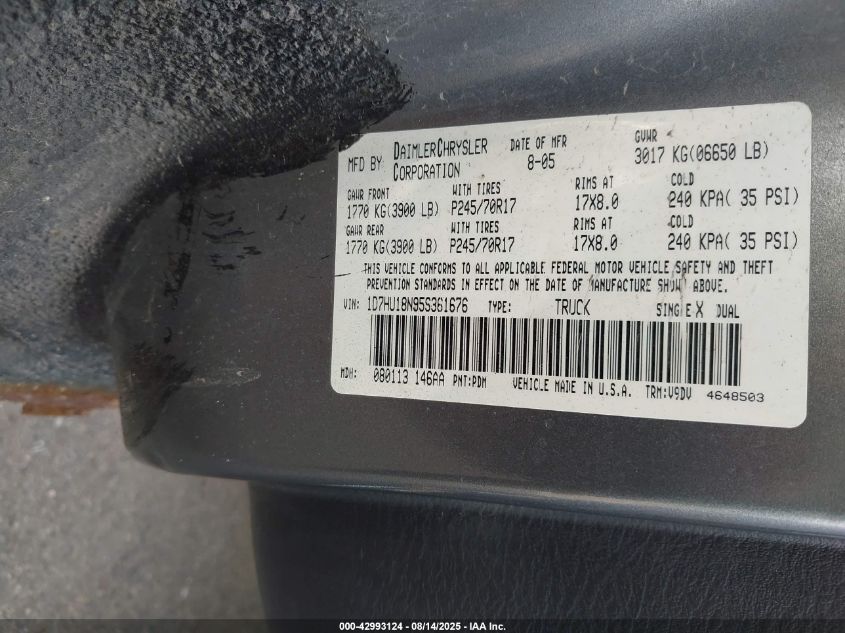 MFD BY DAIMLERCHRYSLER CORPORATION DATE OF MFR 8-05 GVWR 3017 KG(06650 LB)
GAWR FRONT WITH TIRES RIMS AT COLD
1770 KG(3900 LB) P245/70R17 17X8.0 240 KPA( 35 PSI)
GAWR REAR WITH TIRES RIMS AT COLD
1770 KG(3900 LB) P245/70R17 17X8.0 240 KPA( 35 PSI)
THIS VEHICLE CONFORMS TO ALL APPLICABLE FEDERAL MOTOR VEHICLE SAFETY AND THEFT
PREVENTION STANDARDS IN EFFECT ON THE DATE OF MANUFACTURE SHOWN ABOVE.
VIN: 1D7HU18N95S361676 TYPE: TRUCK SINGLE X DUAL
MDH: 080113 146AA PNT:PDM VEHICLE MADE IN U.S.A. TRM:V9DV 4648503
000-42993124 - 08/14/2025 - IAA Inc.